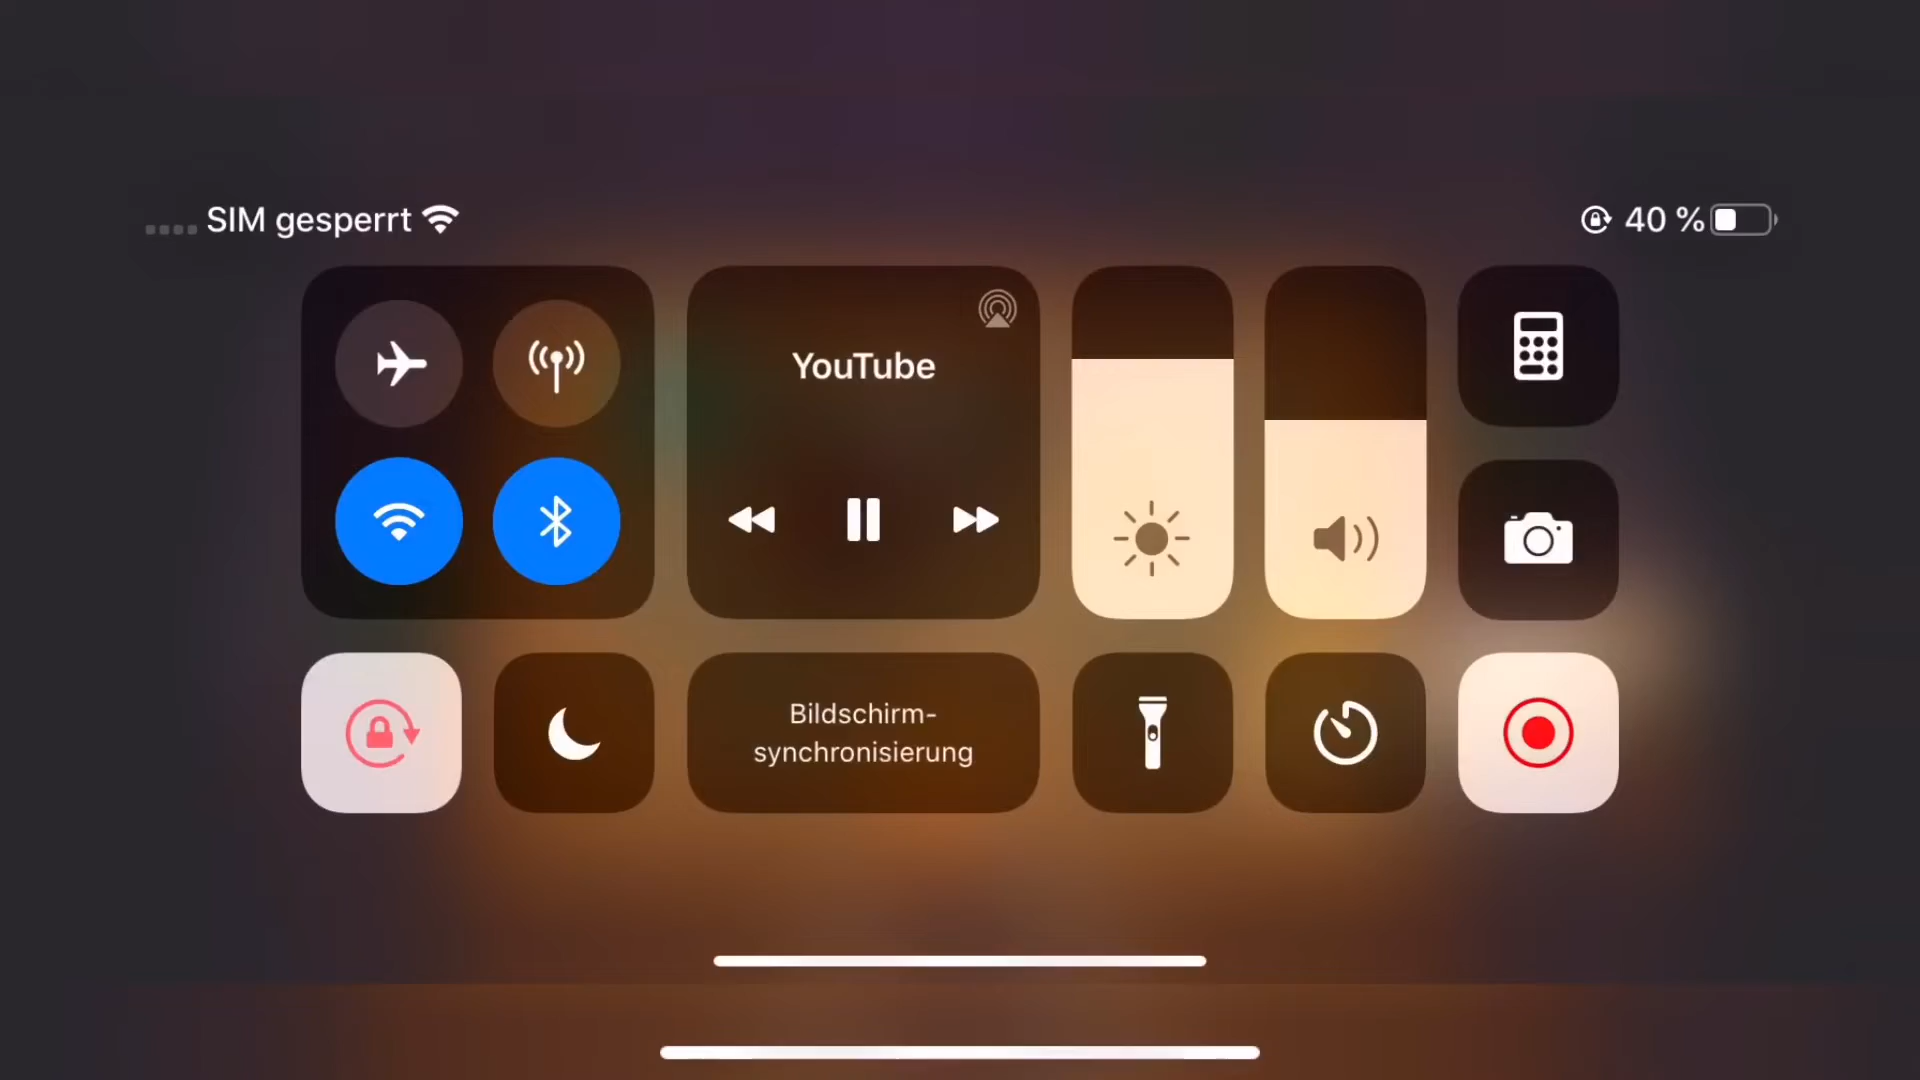 SIM gesperrt
40 %
YouTube
Bildschirm-
synchronisierung